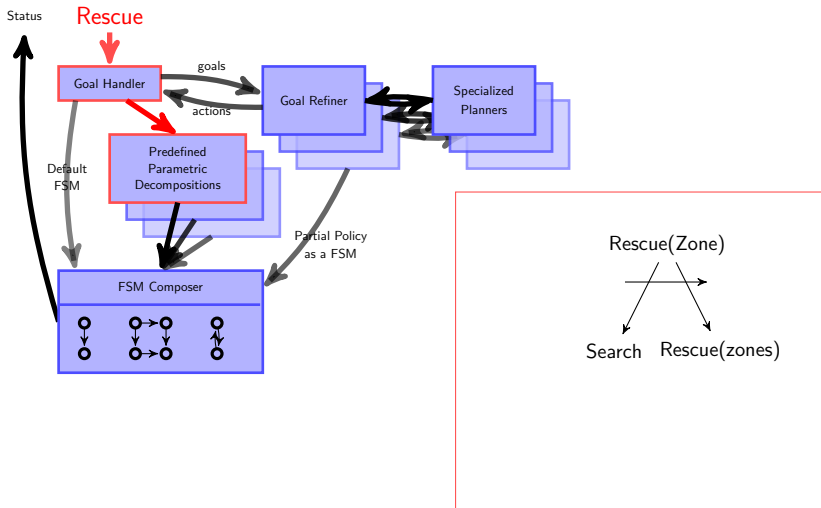 Status
Rescue
Goal Handler
goals
actions
Goal Refiner
Specialized
Planners
Predefined
Parametric
Decompositions
Default
FSM
Partial Policy
as a FSM
FSM Composer
Rescue(Zone)
Search
Rescue(zones)